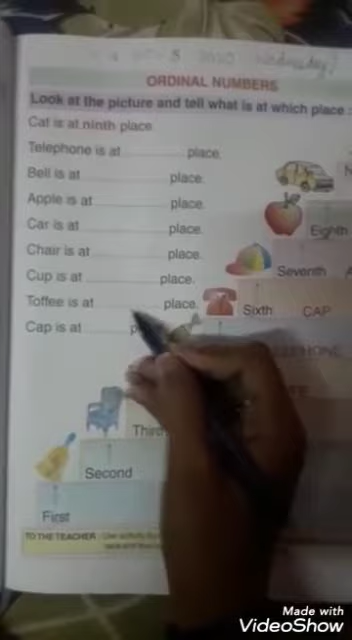 Wednesday
ORDINAL NUMBERS
Look at the picture and tell what is at which place :
Cat is at ninth place
Telephone is at place.
Bell is at place.
Apple is at place.
Car is at place.
Eighth
Chair is at place.
Seventh
Cup is at place.
Toffee is at place.
Sixth CAP
Cap is at
Third
Second
First
TO THE TEACHER :
Made with
VideoShow